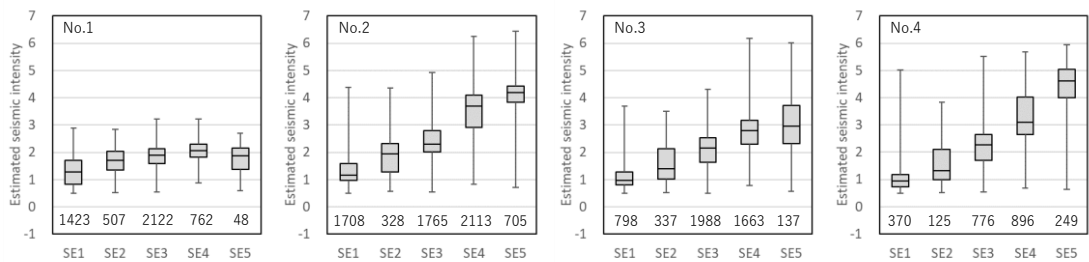 No.1
Estimated seismic intensity
7
6
5
4
3
2
1
0
-1
1423 507 2122 762 48
SE1 SE2 SE3 SE4 SE5
No.2
Estimated seismic intensity
7
6
5
4
3
2
1
0
-1
1708 328 1765 2113 705
SE1 SE2 SE3 SE4 SE5
No.3
Estimated seismic intensity
7
6
5
4
3
2
1
0
-1
798 337 1988 1663 137
SE1 SE2 SE3 SE4 SE5
No.4
Estimated seismic intensity
7
6
5
4
3
2
1
0
-1
370 125 776 896 249
SE1 SE2 SE3 SE4 SE5